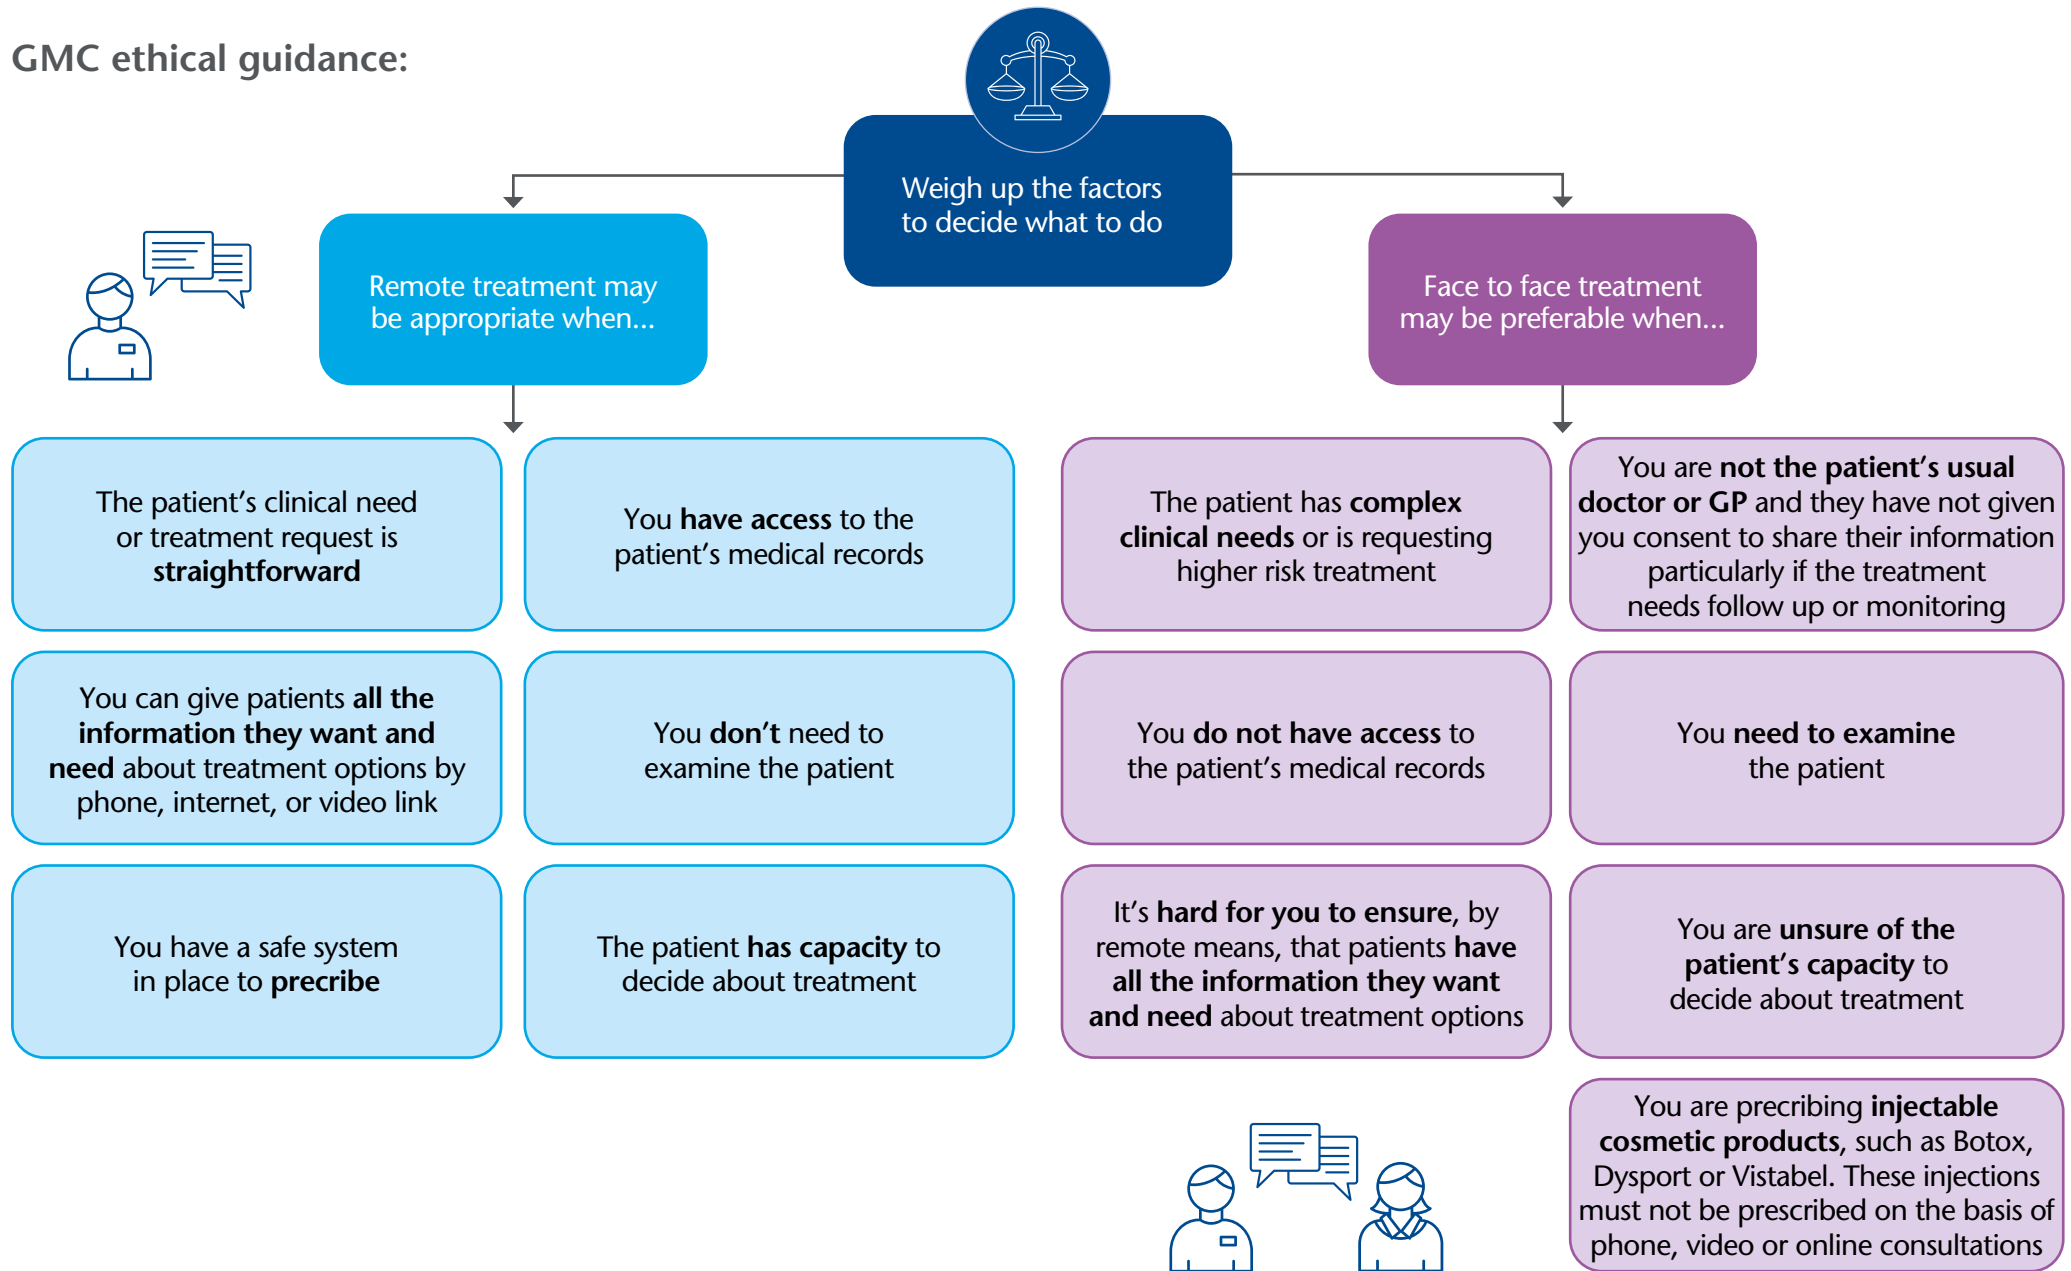 GMC ethical guidance:
Weigh up the factors
to decide what to do
Remote treatment may
be appropriate when...
Face to face treatment
may be preferable when...
The patient's clinical need
or treatment request is
straightforward
You have access to the
patient's medical records
You can give patients all the
information they want and
need about treatment options by
phone, internet, or video link
You don't need to
examine the patient
You have a safe system
in place to precribe
The patient has capacity to
decide about treatment
The patient has complex
clinical needs or is requesting
higher risk treatment
You are not the patient's usual
doctor or GP and they have not given
you consent to share their information
particularly if the treatment
needs follow up or monitoring
You do not have access to
the patient's medical records
You need to examine
the patient
It's hard for you to ensure, by
remote means, that patients have
all the information they want
and need about treatment options
You are unsure of the
patient's capacity to
decide about treatment
You are precribing injectable
cosmetic products, such as Botox,
Dysport or Vistabel. These injections
must not be prescribed on the basis of
phone, video or online consultations